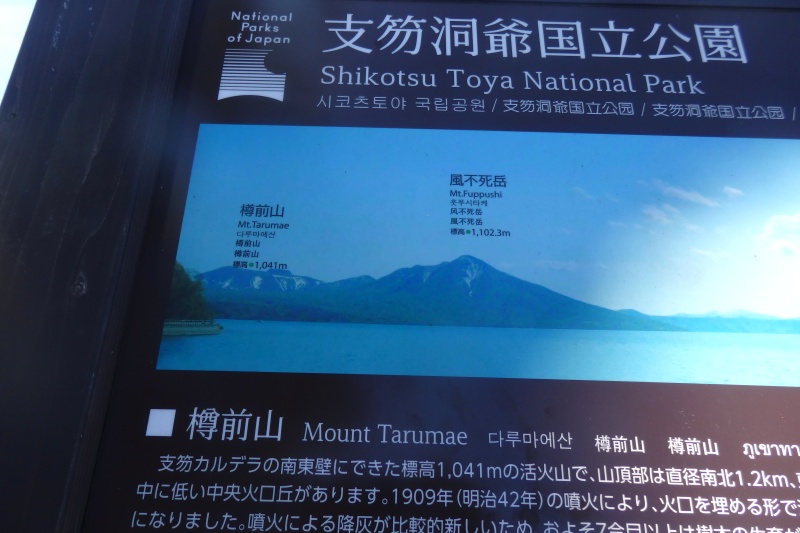 National
Parks
of Japan
支笏洞爺国立公園
Shikotsu Toya National Park
시코츠토야 국립공원 / 支笏洞爺国立公园 / 支笏洞爺國立公園 /
風不死岳
Mt.Fuppushi
风不死岳
風不死岳
標高●1,102.3m
樽前山
Mt.Tarumae
다루마에산
樽前山
樽前山
標高●1,041m
■ 樽前山 Mount Tarumae 다루마에산 樽前山 樽前山 ภูเขาทา
支笏カルデラの南東壁にできた標高1,041mの活火山で、山頂部は直径南北1.2km、
中に低い中央火口丘があります。1909年(明治42年)の噴火により、火口を埋める形で
になりました。噴火による降灰が比較的新しいため、およそ7合目以上は樹木の生育が